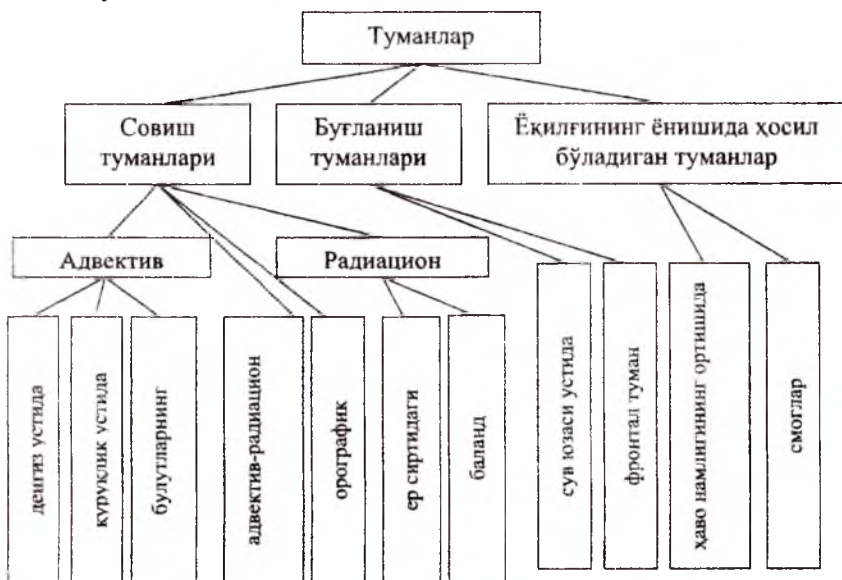 Туманлар
Совиш
туманлари
Буғланиш
туманлари
Ёқилғининг ёнишида ҳосил
бўладиган туманлар
Адвектив
Радиацион
денгиз устида
қуруқлик устида
булутларнинг
адвектив-радиацион
орографик
ер сиртидаги
баланд
сув юзаси устида
фронтал туман
ҳаво намлигининг ортишида
смоглар